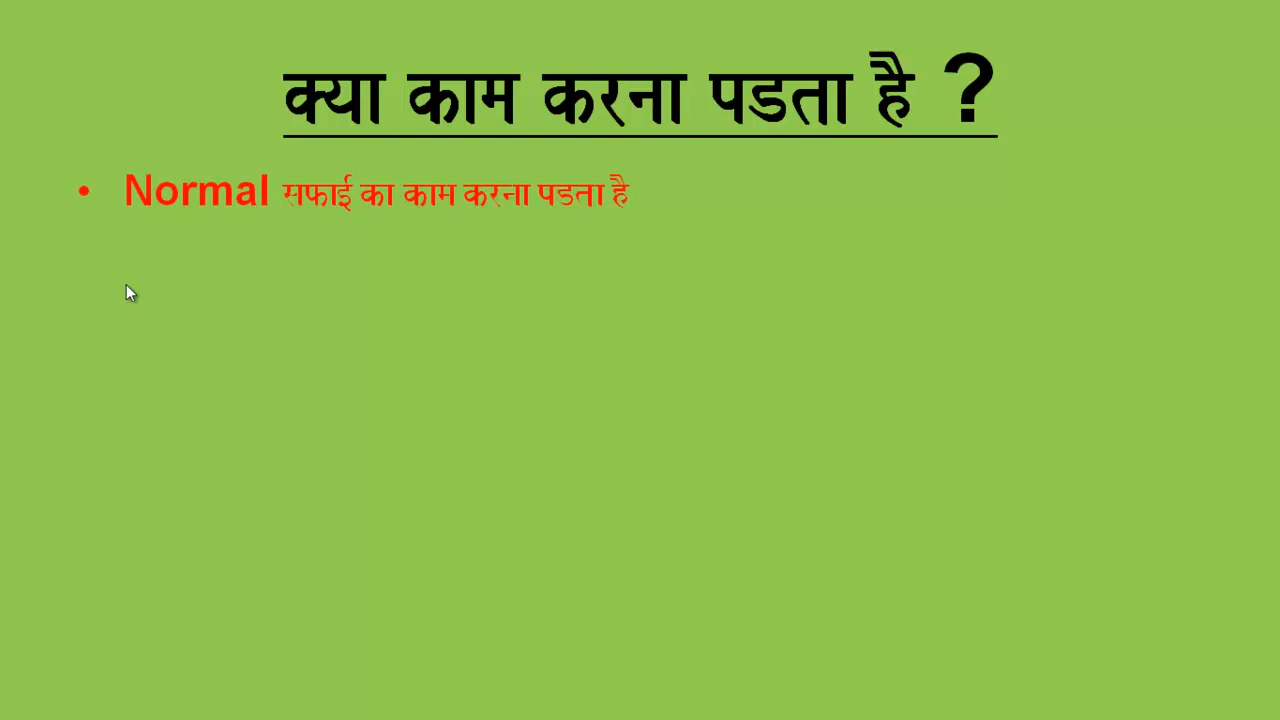 क्या काम करना पडता है ?
• Normal सफाई का काम करना पडता है